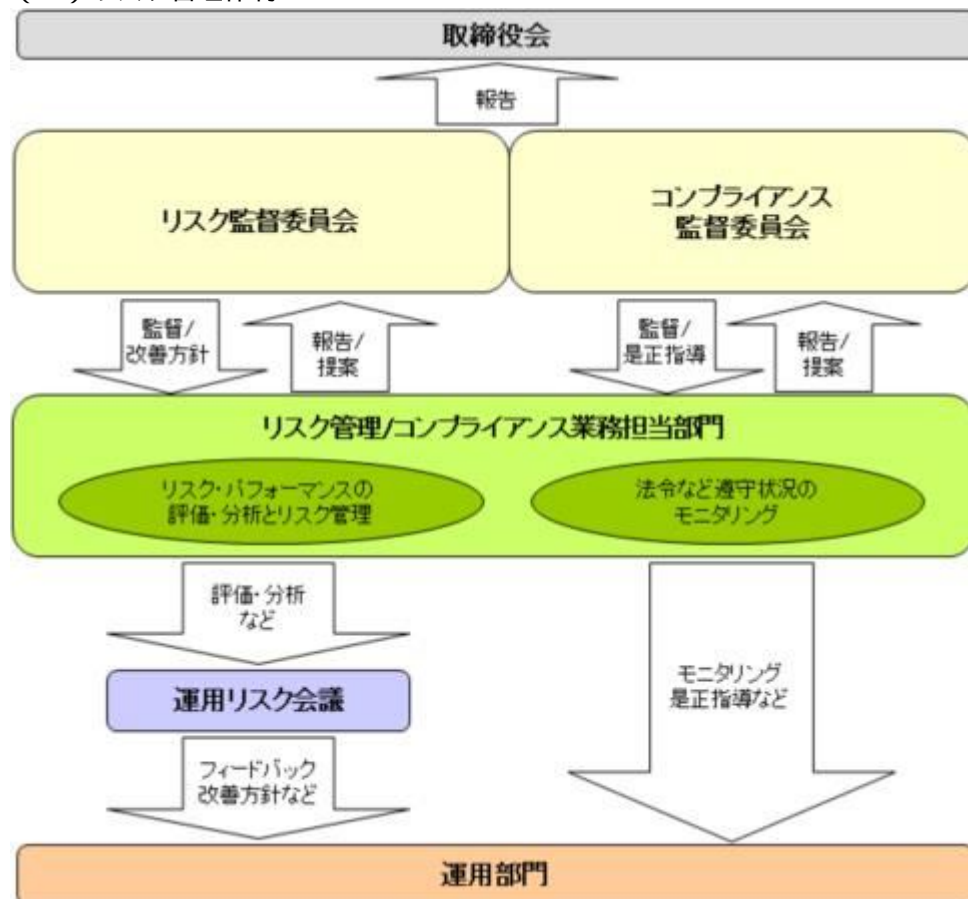 取締役会
報告
リスク監督委員会
コンプライアンス
監督委員会
監督/
改善方針
報告/
提案
監督/
是正指導
報告/
提案
リスク管理/コンプライアンス業務担当部門
リスク・パフォーマンスの
評価・分析とリスク管理
法令など遵守状況の
モニタリング
評価・分析
など
運用リスク会議
モニタリング
是正指導など
フィードバック
改善方針など
運用部門